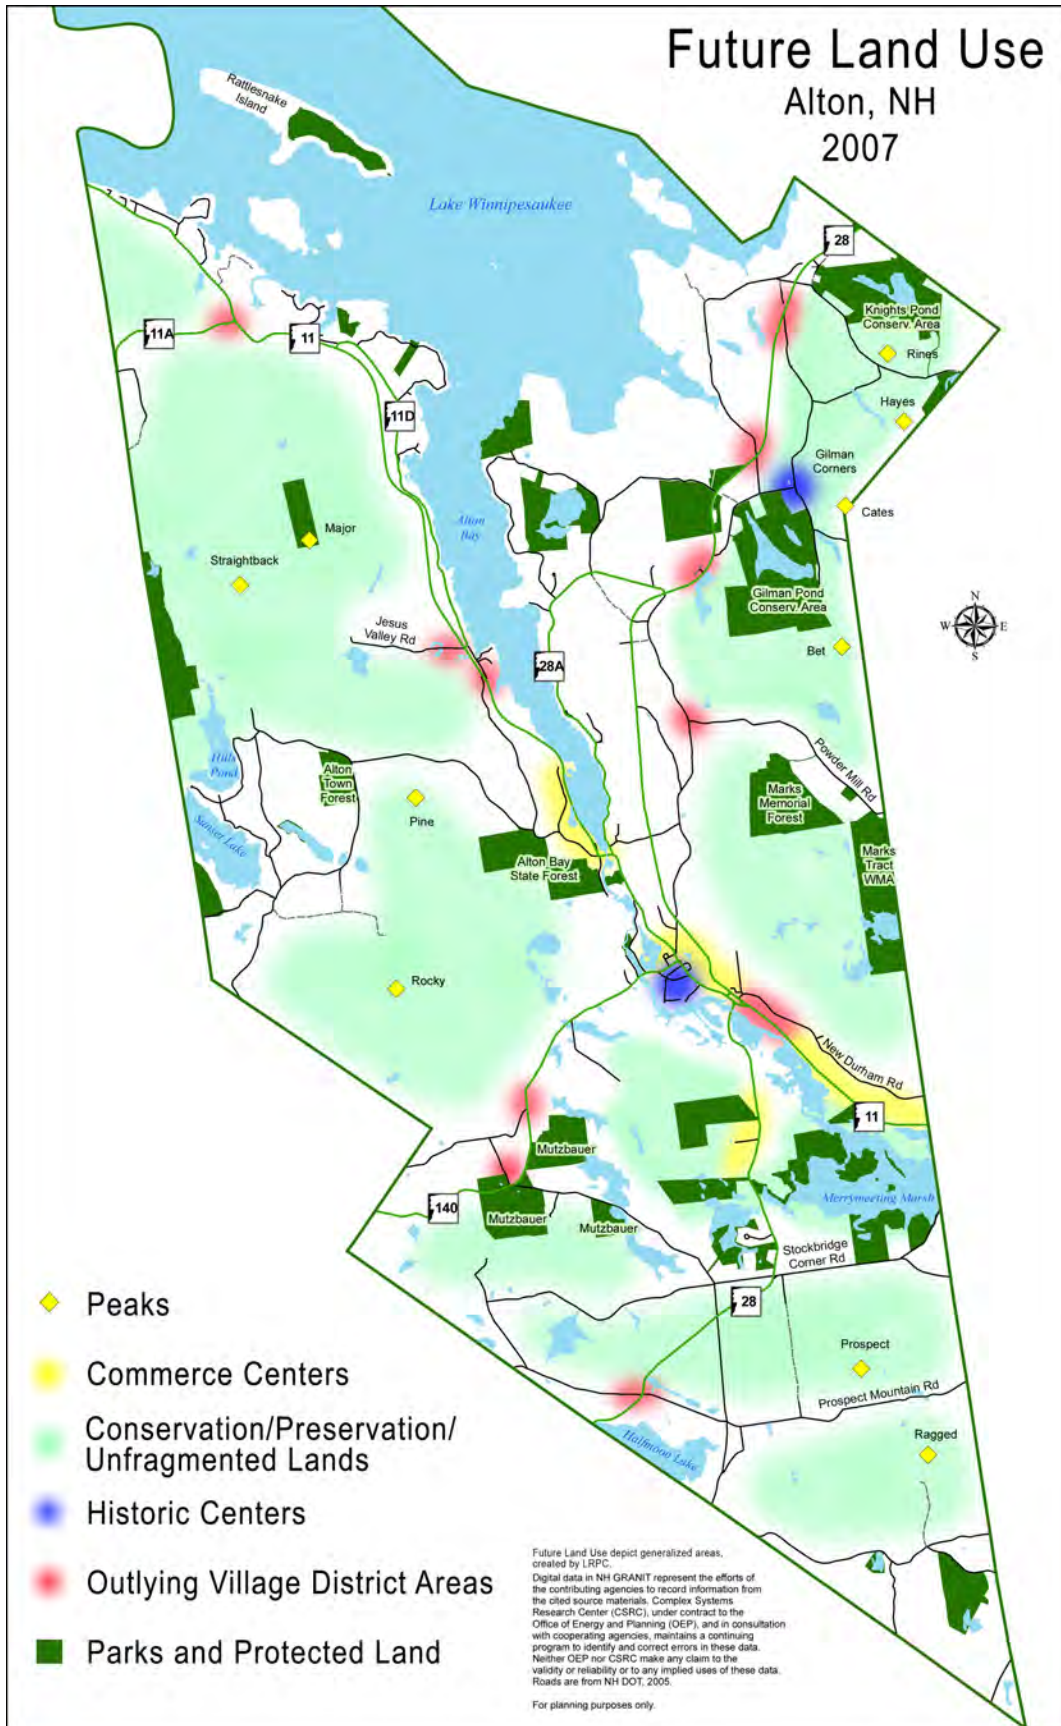 Future Land Use
Alton, NH
2007
Rattlesnake
Island
Lake Winnipesaukee
28
Knights Pond
Conserv. Area
Rines
11A
11
Hayes
11D
Gilman
Corners
Cates
Alton
Bay
Major
Straightback
Gilman Pond
Conserv. Area
N
W
E
S
Jesus
Valley Rd
Bet
28A
Powder Mill Rd
Hills
Pond
Alton
Town
Forest
Pine
Marks
Memorial
Forest
Sunset Lake
Alton Bay
State Forest
Marks
Tract
WMA
Rocky
New Durham Rd
11
Mutzbauer
Merrymeeting Marsh
140
Mutzbauer
Mutzbauer
Stockbridge
Corner Rd
28
Prospect
Prospect Mountain Rd
Halfmoon Lake
Ragged
Peaks
Commerce Centers
Conservation/Preservation/
Unfragmented Lands
Historic Centers
Outlying Village District Areas
Parks and Protected Land
Future Land Use depict generalized areas,
created by LRPC.
Digital data in NH GRANIT represent the efforts of
the contributing agencies to record information from
the cited source materials. Complex Systems
Research Center (CSRC), under contract to the
Office of Energy and Planning (OEP), and in consultation
with cooperating agencies, maintains a continuing
program to identify and correct errors in these data.
Neither OEP nor CSRC make any claim to the
validity or reliability or to any implied uses of these data.
Roads are from NH DOT, 2005.
For planning purposes only.